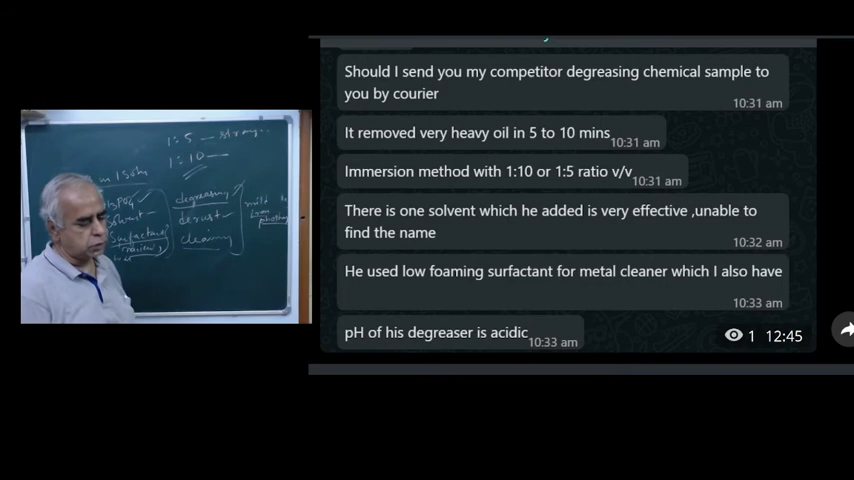 1:5 — strong..
1:10 —
degreasing
derust
cleaning
mild
Solvent
Surfactant
Should I send you my competitor degreasing chemical sample to
you by courier
10:31 am
It removed very heavy oil in 5 to 10 mins
10:31 am
Immersion method with 1:10 or 1:5 ratio v/v
10:31 am
There is one solvent which he added is very effective ,unable to
find the name
10:32 am
He used low foaming surfactant for metal cleaner which I also have
10:33 am
pH of his degreaser is acidic
10:33 am
1 12:45